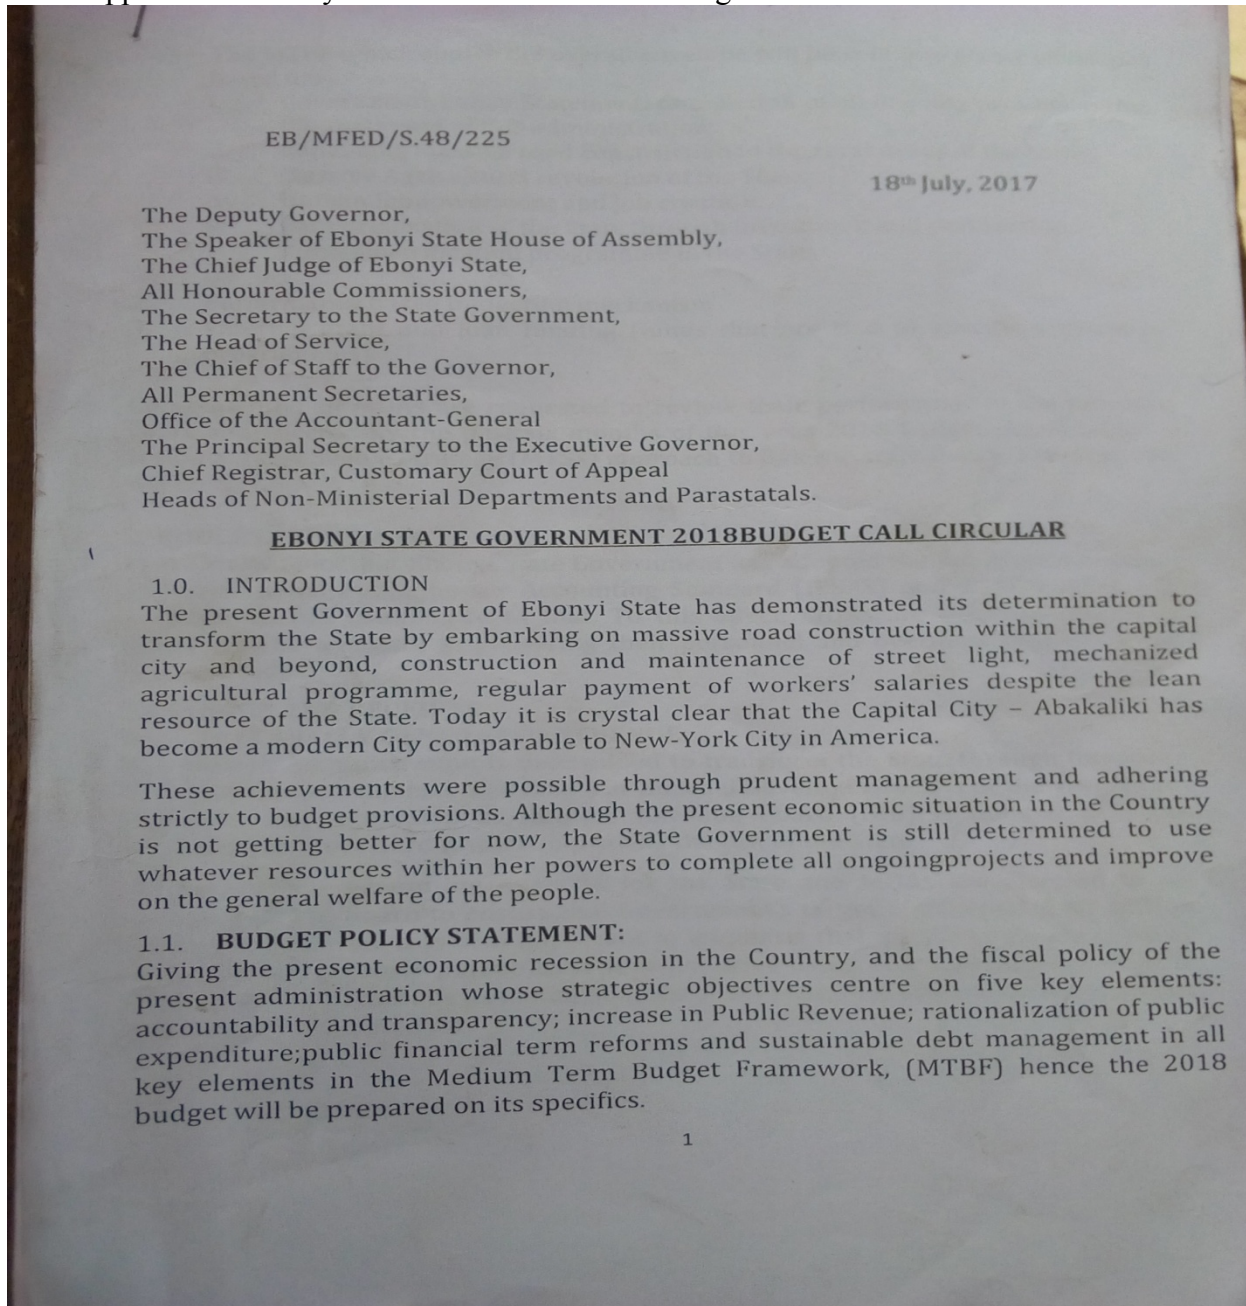 EB/MFED/S.48/225
18th July, 2017
The Deputy Governor,
The Speaker of Ebonyi State House of Assembly,
The Chief Judge of Ebonyi State,
All Honourable Commissioners,
The Secretary to the State Government,
The Head of Service,
The Chief of Staff to the Governor,
All Permanent Secretaries,
Office of the Accountant-General
The Principal Secretary to the Executive Governor,
Chief Registrar, Customary Court of Appeal
Heads of Non-Ministerial Departments and Parastatals.
EBONYI STATE GOVERNMENT 2018BUDGET CALL CIRCULAR
1.0. INTRODUCTION
The present Government of Ebonyi State has demonstrated its determination to
transform the State by embarking on massive road construction within the capital
city and beyond, construction and maintenance of street light, mechanized
agricultural programme, regular payment of workers' salaries despite the lean
resource of the State. Today it is crystal clear that the Capital City – Abakaliki has
become a modern City comparable to New-York City in America.
These achievements were possible through prudent management and adhering
strictly to budget provisions. Although the present economic situation in the Country
is not getting better for now, the State Government is still determined to use
whatever resources within her powers to complete all ongoingprojects and improve
on the general welfare of the people.
1.1. BUDGET POLICY STATEMENT:
Giving the present economic recession in the Country, and the fiscal policy of the
present administration whose strategic objectives centre on five key elements:
accountability and transparency; increase in Public Revenue; rationalization of public
expenditure;public financial term reforms and sustainable debt management in all
key elements in the Medium Term Budget Framework, (MTBF) hence the 2018
budget will be prepared on its specifics.
1